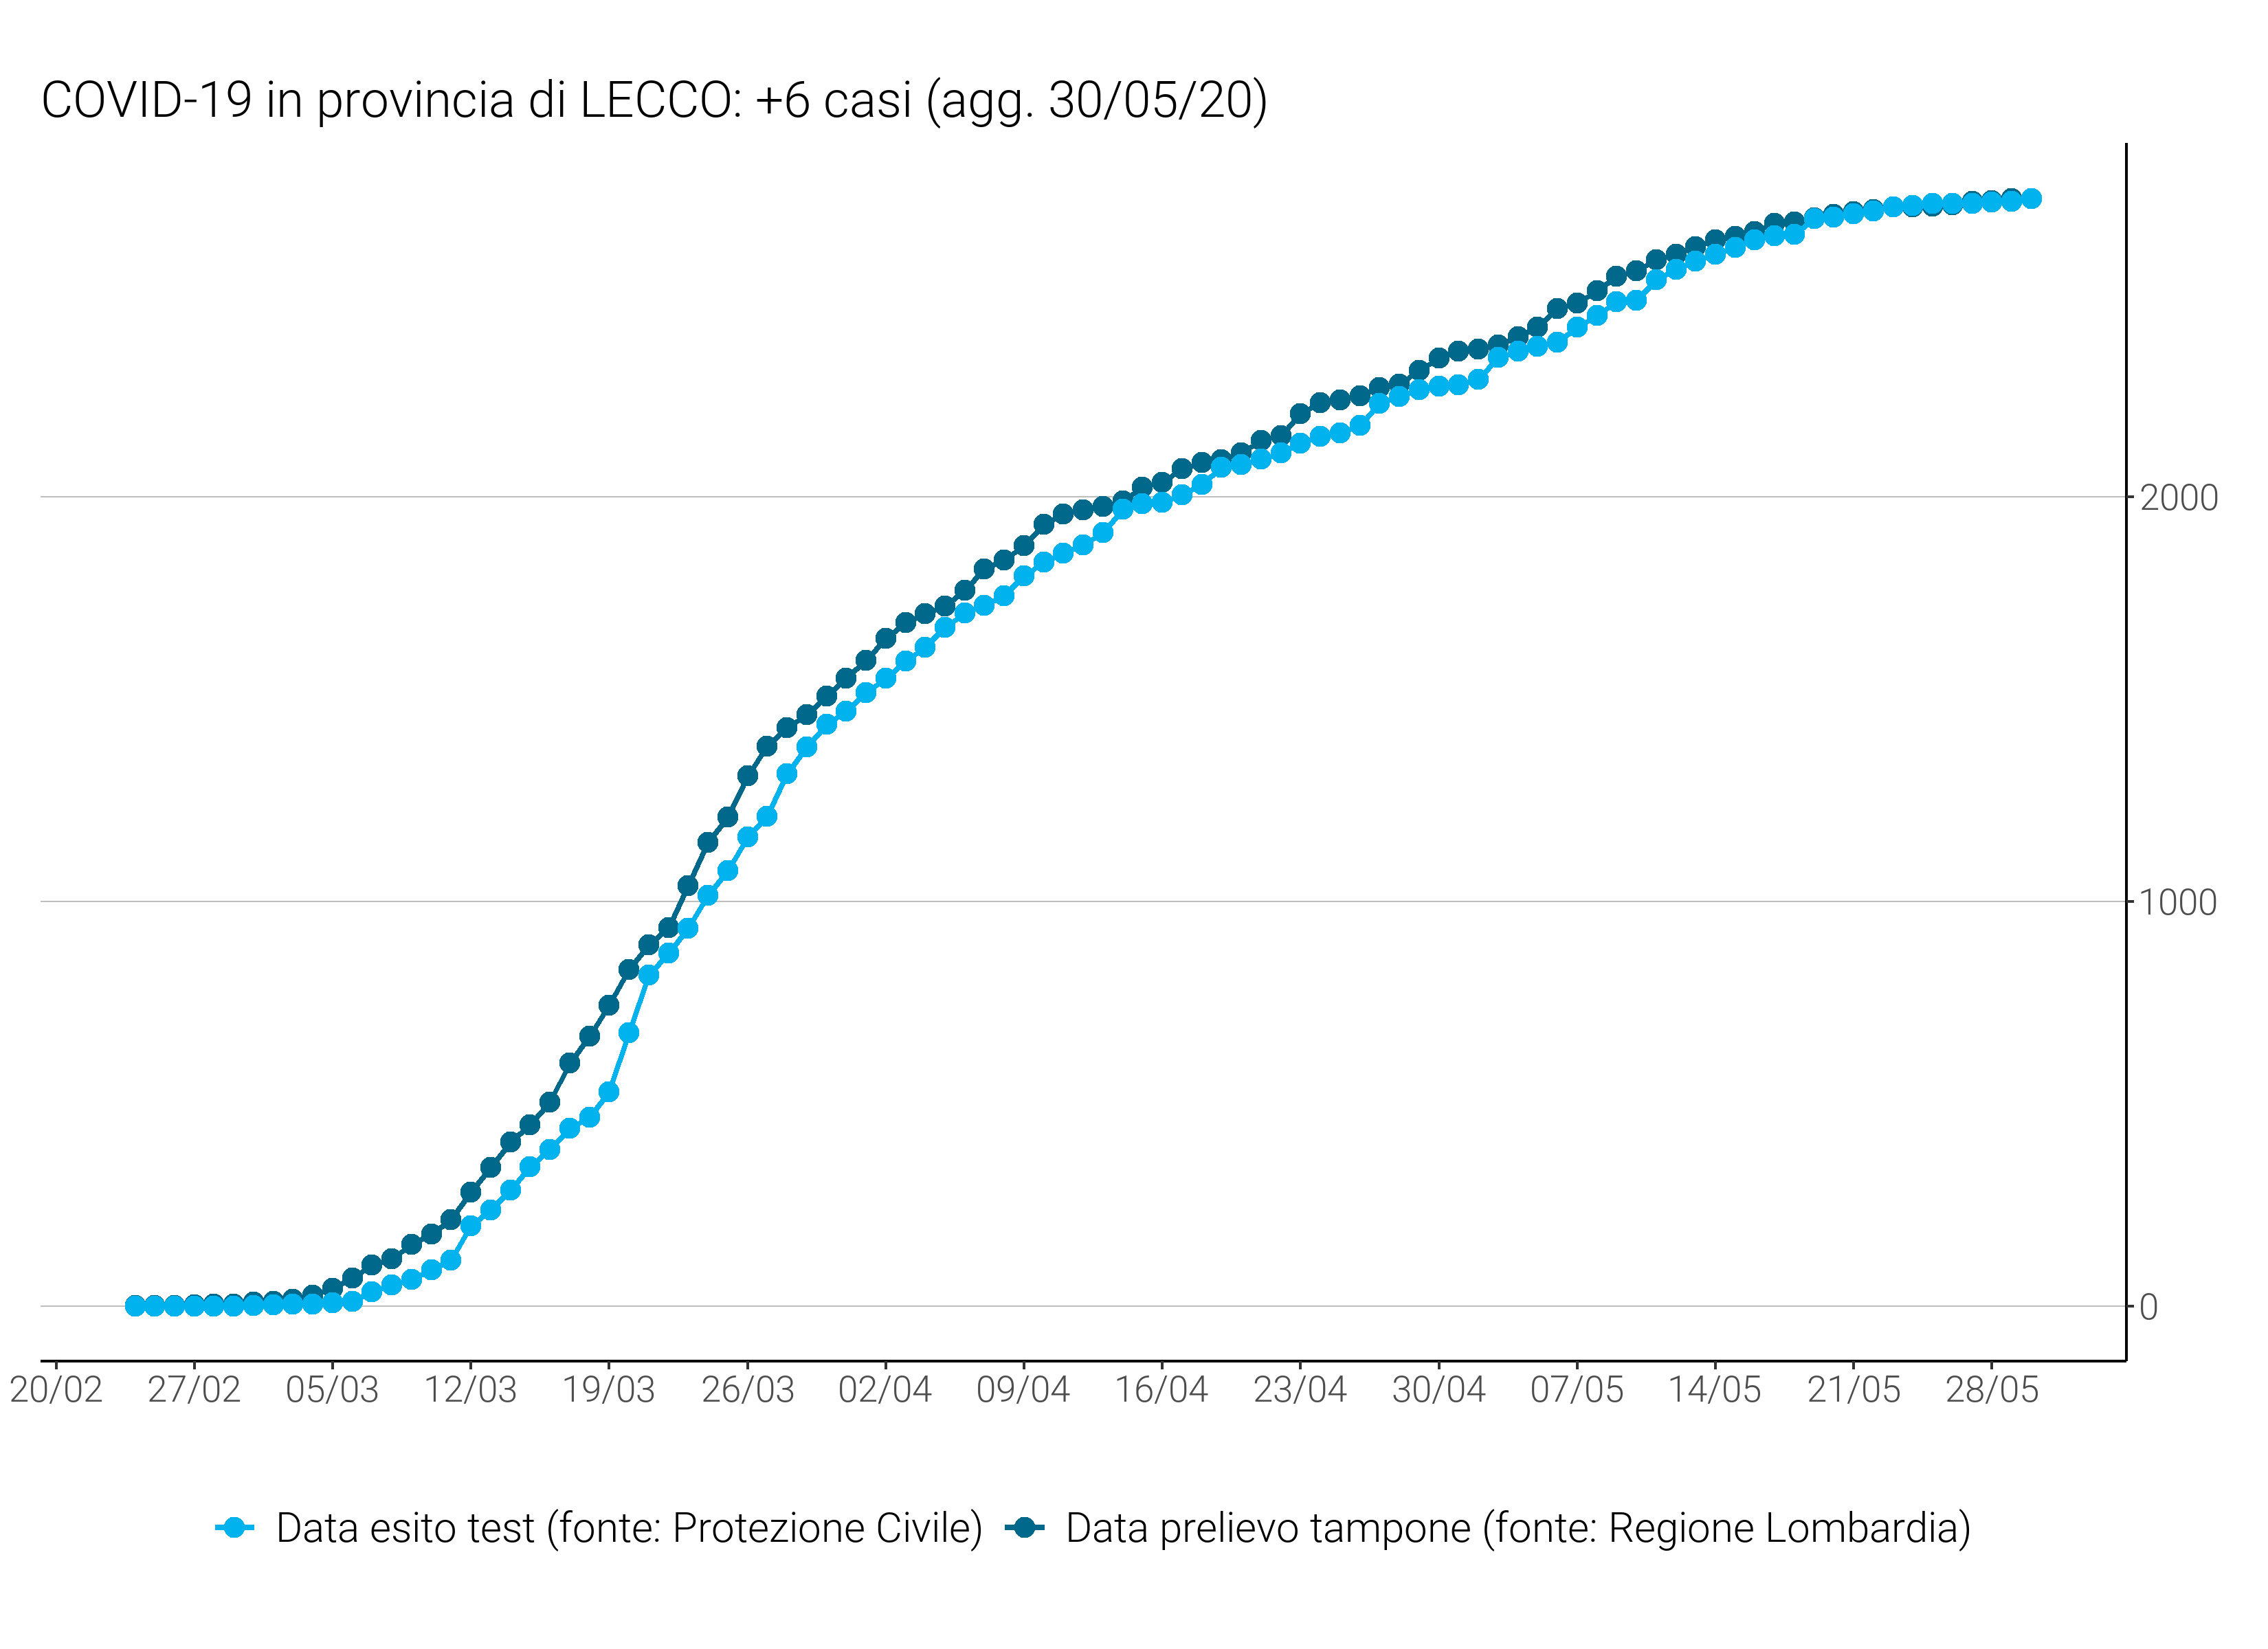 COVID-19 in provincia di LECCO: +6 casi (agg. 30/05/20)
2000
1000
0
20/02 27/02 05/03 12/03 19/03 26/03 02/04 09/04 16/04 23/04 30/04 07/05 14/05 21/05 28/05
Data esito test (fonte: Protezione Civile) Data prelievo tampone (fonte: Regione Lombardia)